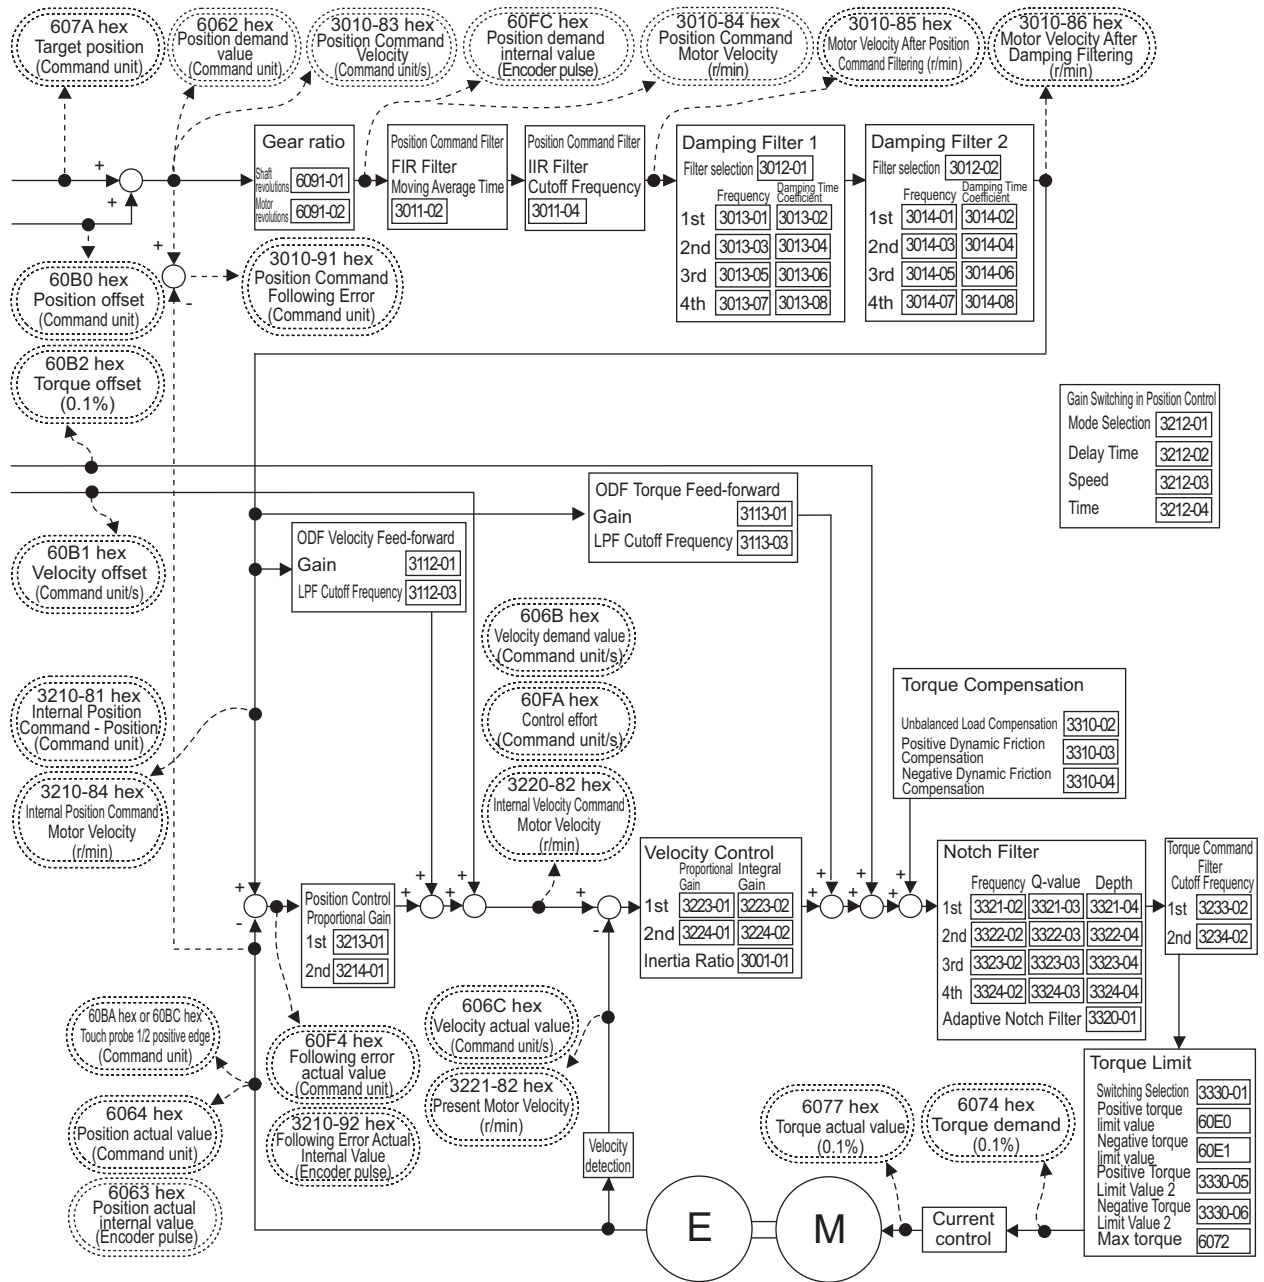 607A hex
Target position
(Command unit)
6062 hex
Position demand
value
(Command unit)
3010-83 hex
Position Command
Velocity
(Command unit/s)
60FC hex
Position demand
internal value
(Encoder pulse)
3010-84 hex
Position Command
Motor Velocity
(r/min)
3010-85 hex
Motor Velocity After Position
Command Filtering (r/min)
3010-86 hex
Motor Velocity After
Damping Filtering
(r/min)
+
+
Gear ratio
Shaft
revolutions
6091-01
Motor
revolutions
6091-02
Position Command Filter
FIR Filter
Moving Average Time
3011-02
Position Command Filter
IIR Filter
Cutoff Frequency
3011-04
Damping Filter 1
Filter selection 3012-01
Frequency Damping Time
Coefficient
1st 3013-01 3013-02
2nd 3013-03 3013-04
3rd 3013-05 3013-06
4th 3013-07 3013-08
Damping Filter 2
Filter selection 3012-02
Frequency Damping Time
Coefficient
1st 3014-01 3014-02
2nd 3014-03 3014-04
3rd 3014-05 3014-06
4th 3014-07 3014-08
+
-
60B0 hex
Position offset
(Command unit)
3010-91 hex
Position Command
Following Error
(Command unit)
60B2 hex
Torque offset
(0.1%)
Gain Switching in Position Control
Mode Selection 3212-01
Delay Time 3212-02
Speed 3212-03
Time 3212-04
ODF Torque Feed-forward
Gain 3113-01
LPF Cutoff Frequency 3113-03
ODF Velocity Feed-forward
Gain 3112-01
LPF Cutoff Frequency 3112-03
60B1 hex
Velocity offset
(Command unit/s)
606B hex
Velocity demand value
(Command unit/s)
60FA hex
Control effort
(Command unit/s)
3220-82 hex
Internal Velocity Command
Motor Velocity
(r/min)
3210-81 hex
Internal Position
Command - Position
(Command unit)
3210-84 hex
Internal Position Command
Motor Velocity
(r/min)
Torque Compensation
Unbalanced Load Compensation 3310-02
Positive Dynamic Friction
Compensation
3310-03
Negative Dynamic Friction
Compensation
3310-04
+
-
Position Control
Proportional Gain
1st 3213-01
2nd 3214-01
+
+
+
+
+
-
Velocity Control
Proportional
Gain
Integral
Gain
1st 3223-01 3223-02
2nd 3224-01 3224-02
Inertia Ratio 3001-01
+
+
+
+
+
+
Notch Filter
Frequency Q-value Depth
1st 3321-02 3321-03 3321-04
2nd 3322-02 3322-03 3322-04
3rd 3323-02 3323-03 3323-04
4th 3324-02 3324-03 3324-04
Adaptive Notch Filter 3320-01
Torque Command
Filter
Cutoff Frequency
1st 3233-02
2nd 3234-02
60BA hex or 60BC hex
Touch probe 1/2 positive edge
(Command unit)
6064 hex
Position actual value
(Command unit)
6063 hex
Position actual
internal value
(Encoder pulse)
60F4 hex
Following error
actual value
(Command unit)
3210-92 hex
Following Error Actual
Internal Value
(Encoder pulse)
606C hex
Velocity actual value
(Command unit/s)
3221-82 hex
Present Motor Velocity
(r/min)
Velocity
detection
6077 hex
Torque actual value
(0.1%)
6074 hex
Torque demand
(0.1%)
Torque Limit
Switching Selection 3330-01
Positive torque
limit value
60E0
Negative torque
limit value
60E1
Positive Torque
Limit Value 2
3330-05
Negative Torque
Limit Value 2
3330-06
Max torque 6072
E
M
Current
control